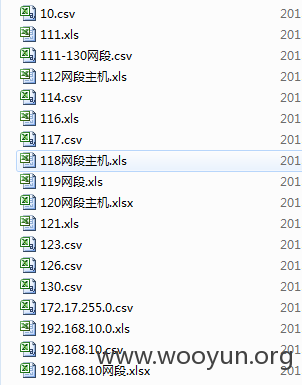 10.csv 201
111.xls 201
111-130网段.csv 201
112网段主机.xls 201
114.csv 201
116.xls 201
117.csv 201
118网段主机.xls 201
119网段.xls 201
120网段主机.xlsx 201
121.xls 201
123.csv 201
126.csv 201
130.csv 201
172.17.255.0.csv 201
192.168.10.0.xls 201
192.168.10.csv 201
192.168.10网段.xlsx 201
www.wooyun.org